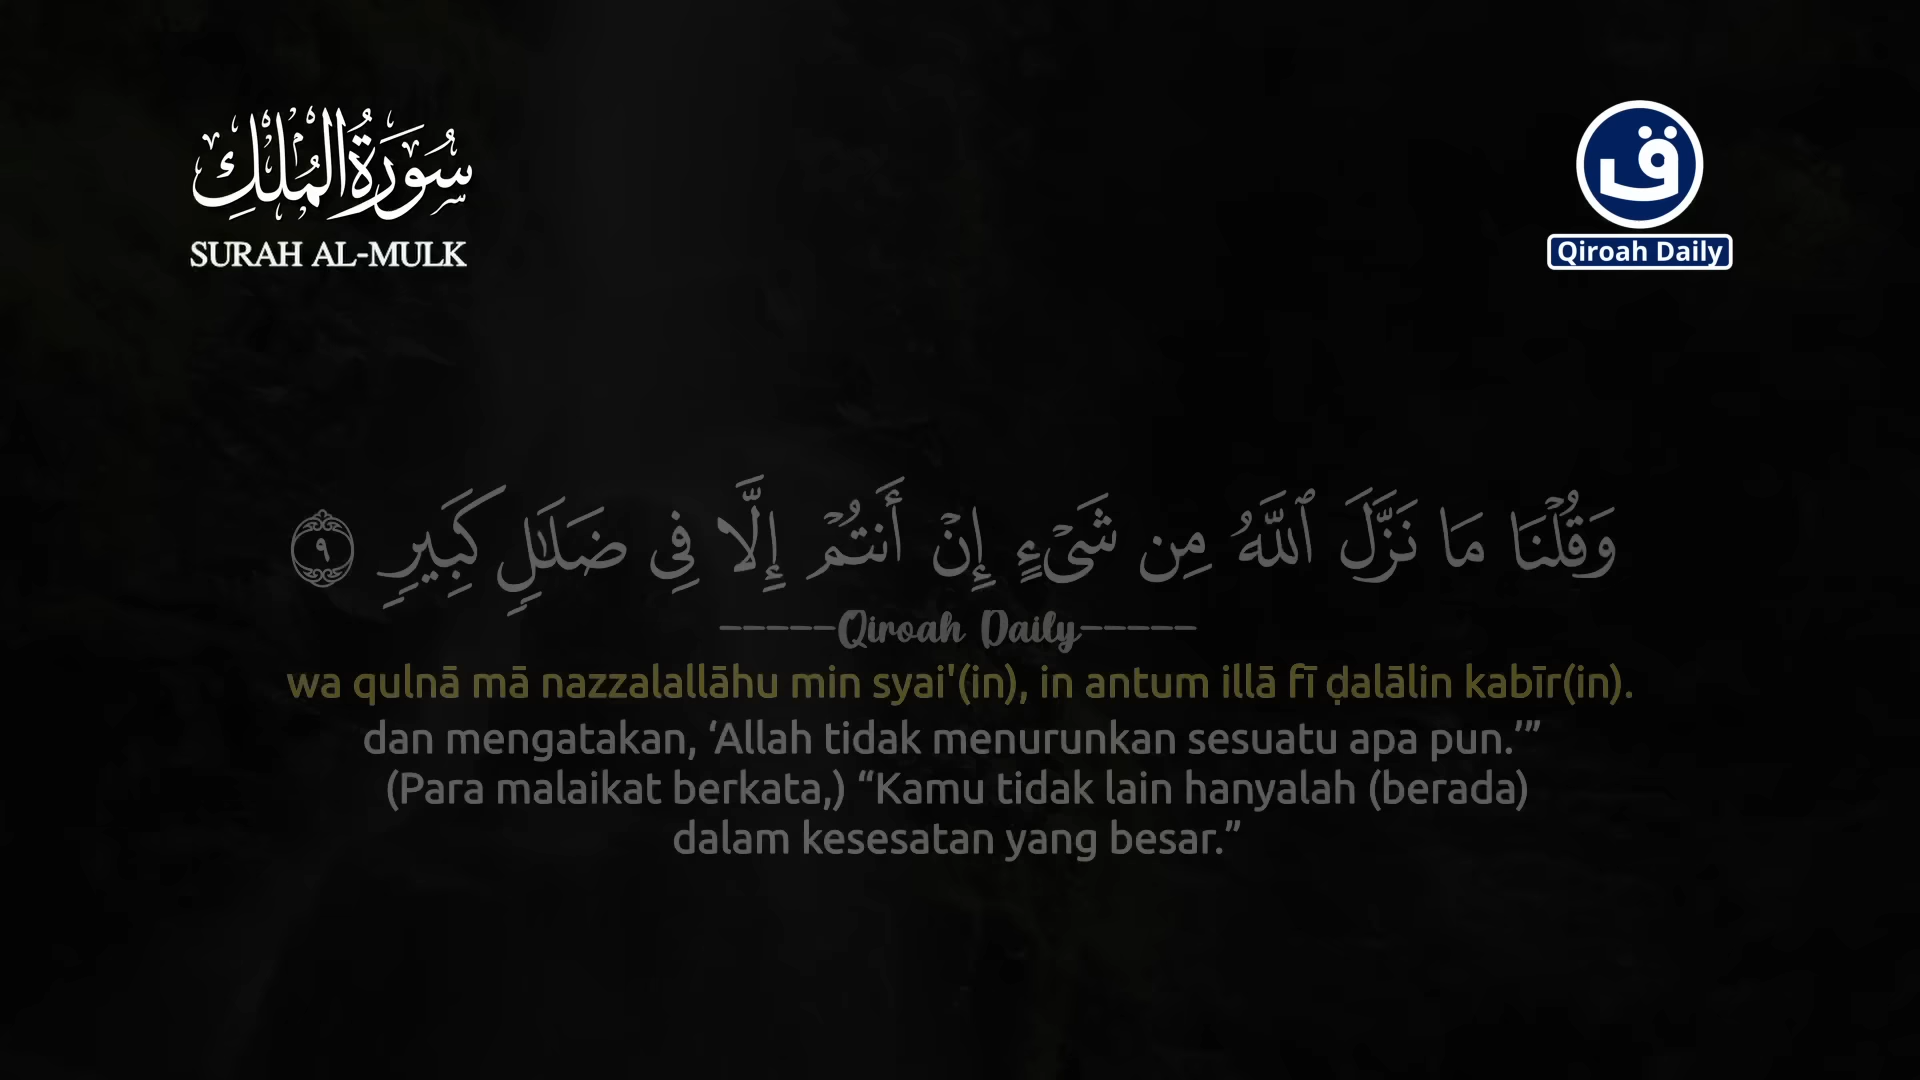 سُورَةُ الْمُلْكِ
SURAH AL-MULK
ق
Qiroah Daily
وَقُلْنَا مَا نَزَّلَ ٱللَّهُ مِن شَىْءٍ إِنْ أَنتُمْ إِلَّا فِى ضَلَـٰلٍ كَبِيرٍ ٩
-----Qiroah Daily-----
wa qulnā mā nazzalallāhu min syai'(in), in antum illā fī ḍalālin kabīr(in).
dan mengatakan, ‘Allah tidak menurunkan sesuatu apa pun.’”
(Para malaikat berkata,) “Kamu tidak lain hanyalah (berada)
dalam kesesatan yang besar.”